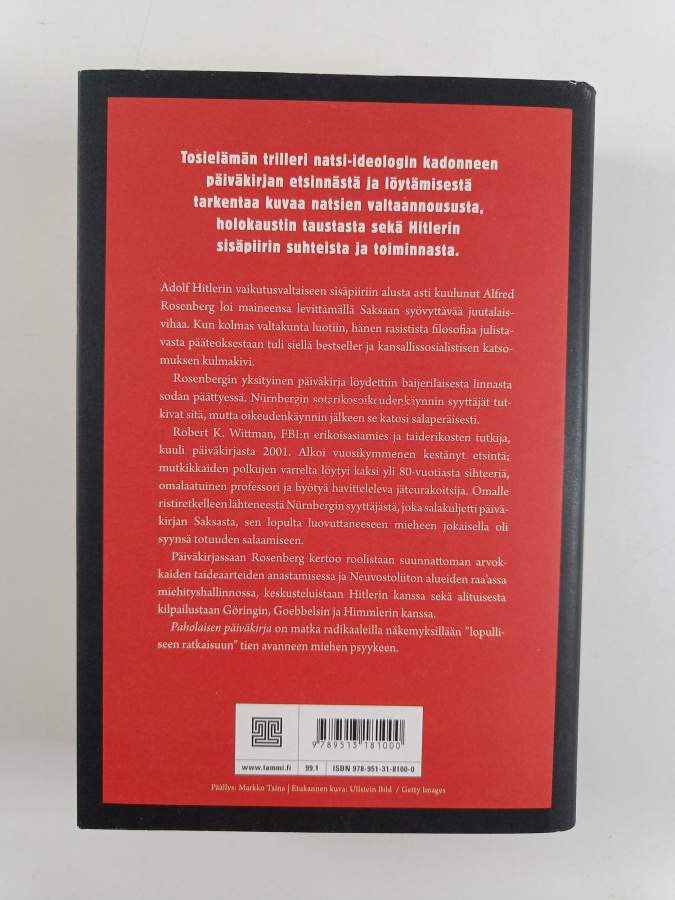 Tosielämän trilleri natsi-ideologin kadonneen
päiväkirjan etsinnästä ja löytämisestä
tarkentaa kuvaa natsien valtaannoususta,
holokaustin taustasta sekä Hitlerin
sisäpiirin suhteista ja toiminnasta.
Adolf Hitlerin vaikutusvaltaiseen sisäpiiriin alusta asti kuulunut Alfred
Rosenberg loi maineensa levittämällä Saksaan syövyttävää juutalais-
vihaa. Kun kolmas valtakunta luotiin, hänen rasistista filosofiaa julista-
vasta pääteoksestaan tuli siellä bestseller ja kansallissosialistisen katso-
muksen kulmakivi.
Rosenbergin yksityinen päiväkirja löydettiin baijerilaisesta linnasta
sodan päättyessä. Nürnbergin sotarikosoikeudenkäynnin syyttäjät tut-
kivat sitä, mutta oikeudenkäynnin jälkeen se katosi salaperäisesti.
Robert K. Wittman, FBI:n erikoisasiamies ja taiderikosten tutkija,
kuuli päiväkirjasta 2001. Alkoi vuosikymmenen kestänyt etsintä;
mutkikkaiden polkujen varrelta löytyi kaksi yli 80-vuotiasta sihteeriä,
omalaatuinen professori ja hyötyä havitteleva jäteurakoitsija. Omalle
ristiretkelleen lähteneestä Nürnbergin syyttäjästä, joka salakuljetti päivä-
kirjan Saksasta, sen lopulta luovuttaneeseen mieheen jokaisella oli
syynsä totuuden salaamiseen.
Päiväkirjassaan Rosenberg kertoo roolistaan suunnattoman arvok-
kaiden taideaarteiden anastamisessa ja Neuvostoliiton alueiden raa'assa
miehityshallinnossa, keskusteluistaan Hitlerin kanssa sekä alituisesta
kilpailustaan Göringin, Goebbelsin ja Himmlerin kanssa.
Paholaisen päiväkirja on matka radikaaleilla näkemyksillään "lopulli-
seen ratkaisuun" tien avanneen miehen psyykeen.
9 789513 181000
www.tammi.fi 99.1 ISBN 978-951-31-8100-0
Päällys: Markko Taina | Etukannen kuva: Ullstein Bild / Getty Images